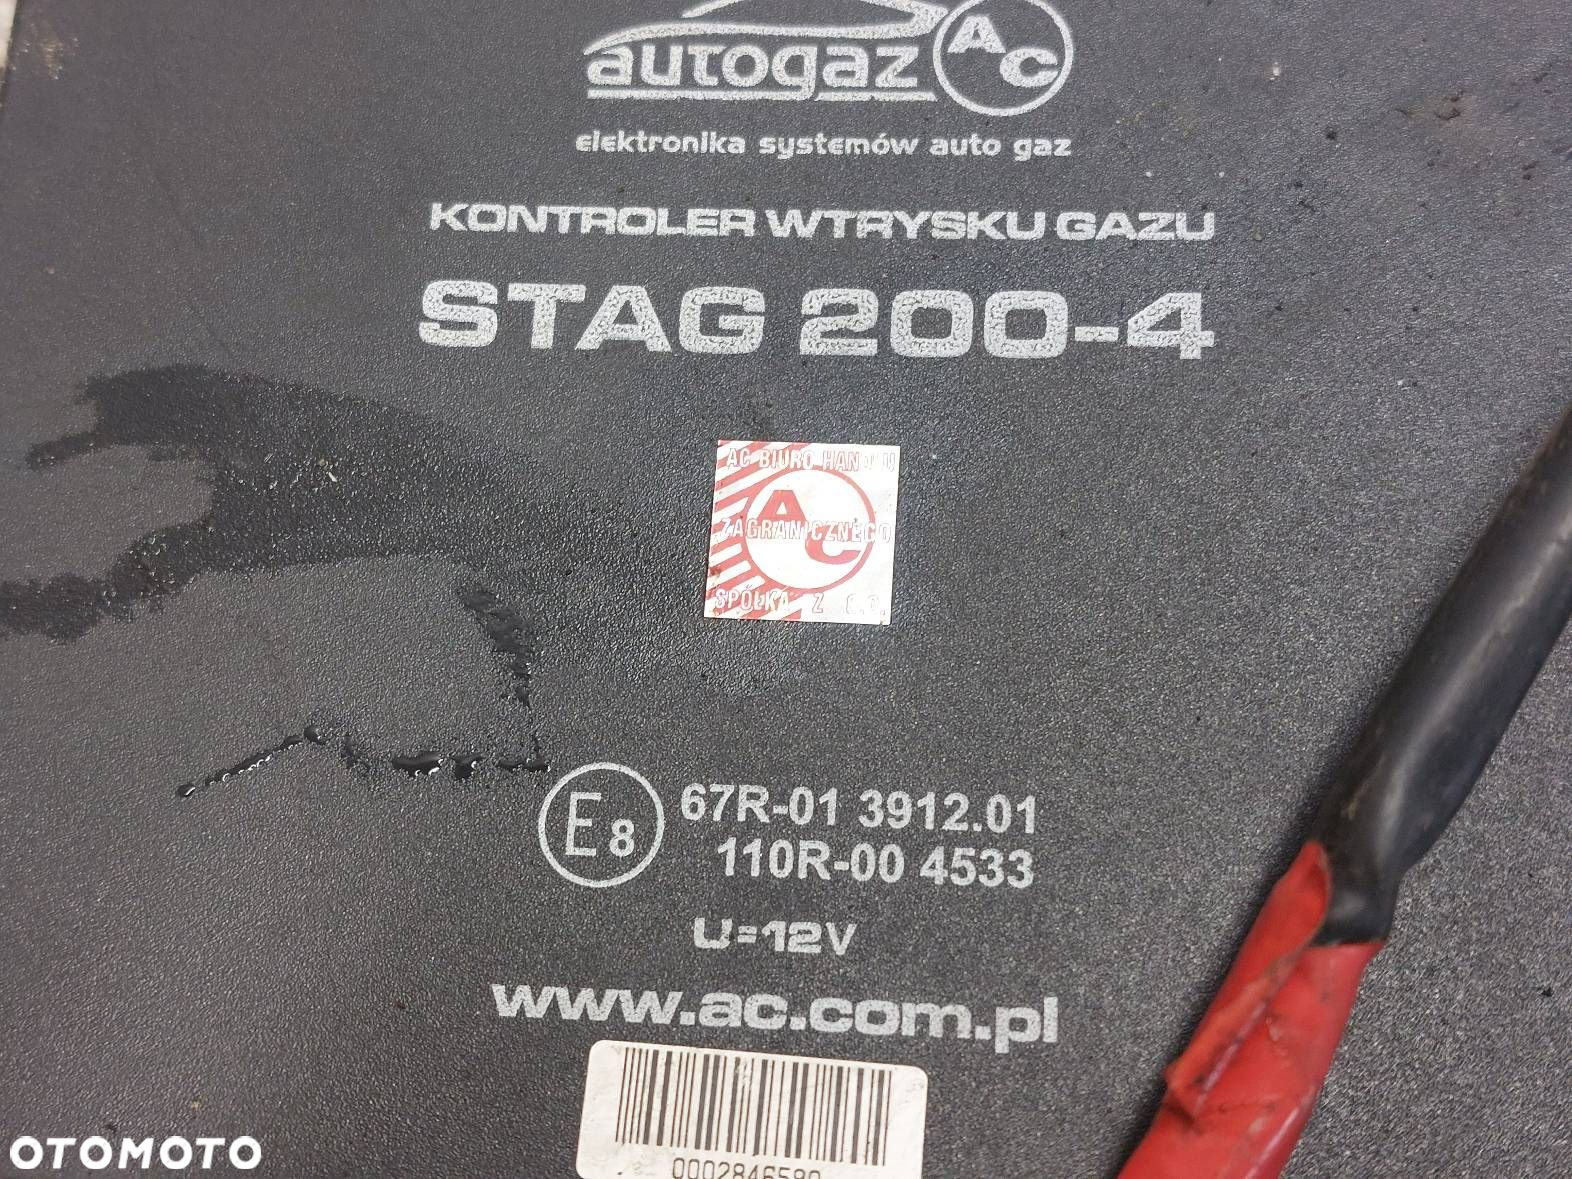 autogaz AC
elektronika systemów auto gaz
KONTROLER WTRYSKU GAZU
STAG 200-4
AC BIURO HANDLU
AC
ZAGRANICZNEGO
SPÓŁKA Z O.O.
E8 67R-01 3912.01
110R-00 4533
U=12V
www.ac.com.pl
OTOMOTO